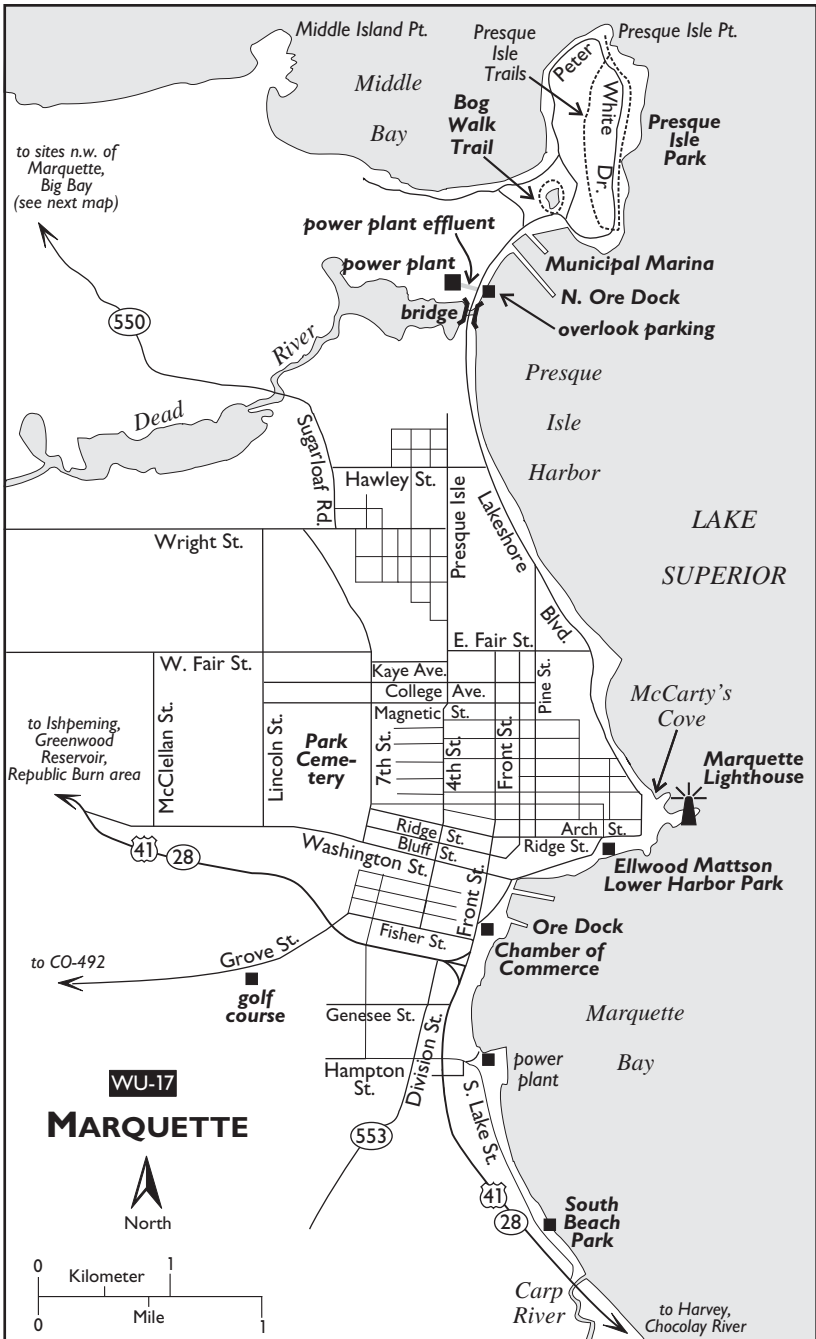 Middle Island Pt.
Presque
Isle
Trails
Presque Isle Pt.
Middle
Bay
Peter
White
Dr.
Bog
Walk
Trail
Presque
Isle
Park
to sites n.w. of
Marquette,
Big Bay
(see next map)
power plant effluent
power plant
Municipal Marina
N. Ore Dock
bridge
overlook parking
550
River
Dead
Presque
Isle
Harbor
Sugarloaf Rd.
Hawley St.
Presque Isle
Lakeshore
Blvd.
LAKE
SUPERIOR
Wright St.
E. Fair St.
W. Fair St.
Kaye Ave.
College Ave.
Pine St.
McCarty's
Cove
Magnetic St.
to Ishpeming,
Greenwood
Reservoir,
Republic Burn area
McClellan St.
Lincoln St.
Park
Ceme-
tery
7th St.
4th St.
Front St.
Marquette
Lighthouse
41
28
Ridge St.
Bluff St.
Washington St.
Arch St.
Ridge St.
Ellwood Mattson
Lower Harbor Park
Front St.
Fisher St.
Ore Dock
Chamber of
Commerce
to CO-492
Grove St.
golf
course
Genesee St.
Division St.
Marquette
Bay
Hampton
St.
power
plant
S. Lake St.
553
WU-17
MARQUETTE
North
41
28
South
Beach
Park
0 1
Kilometer
Mile
0 1
Carp
River
to Harvey,
Chocolay River